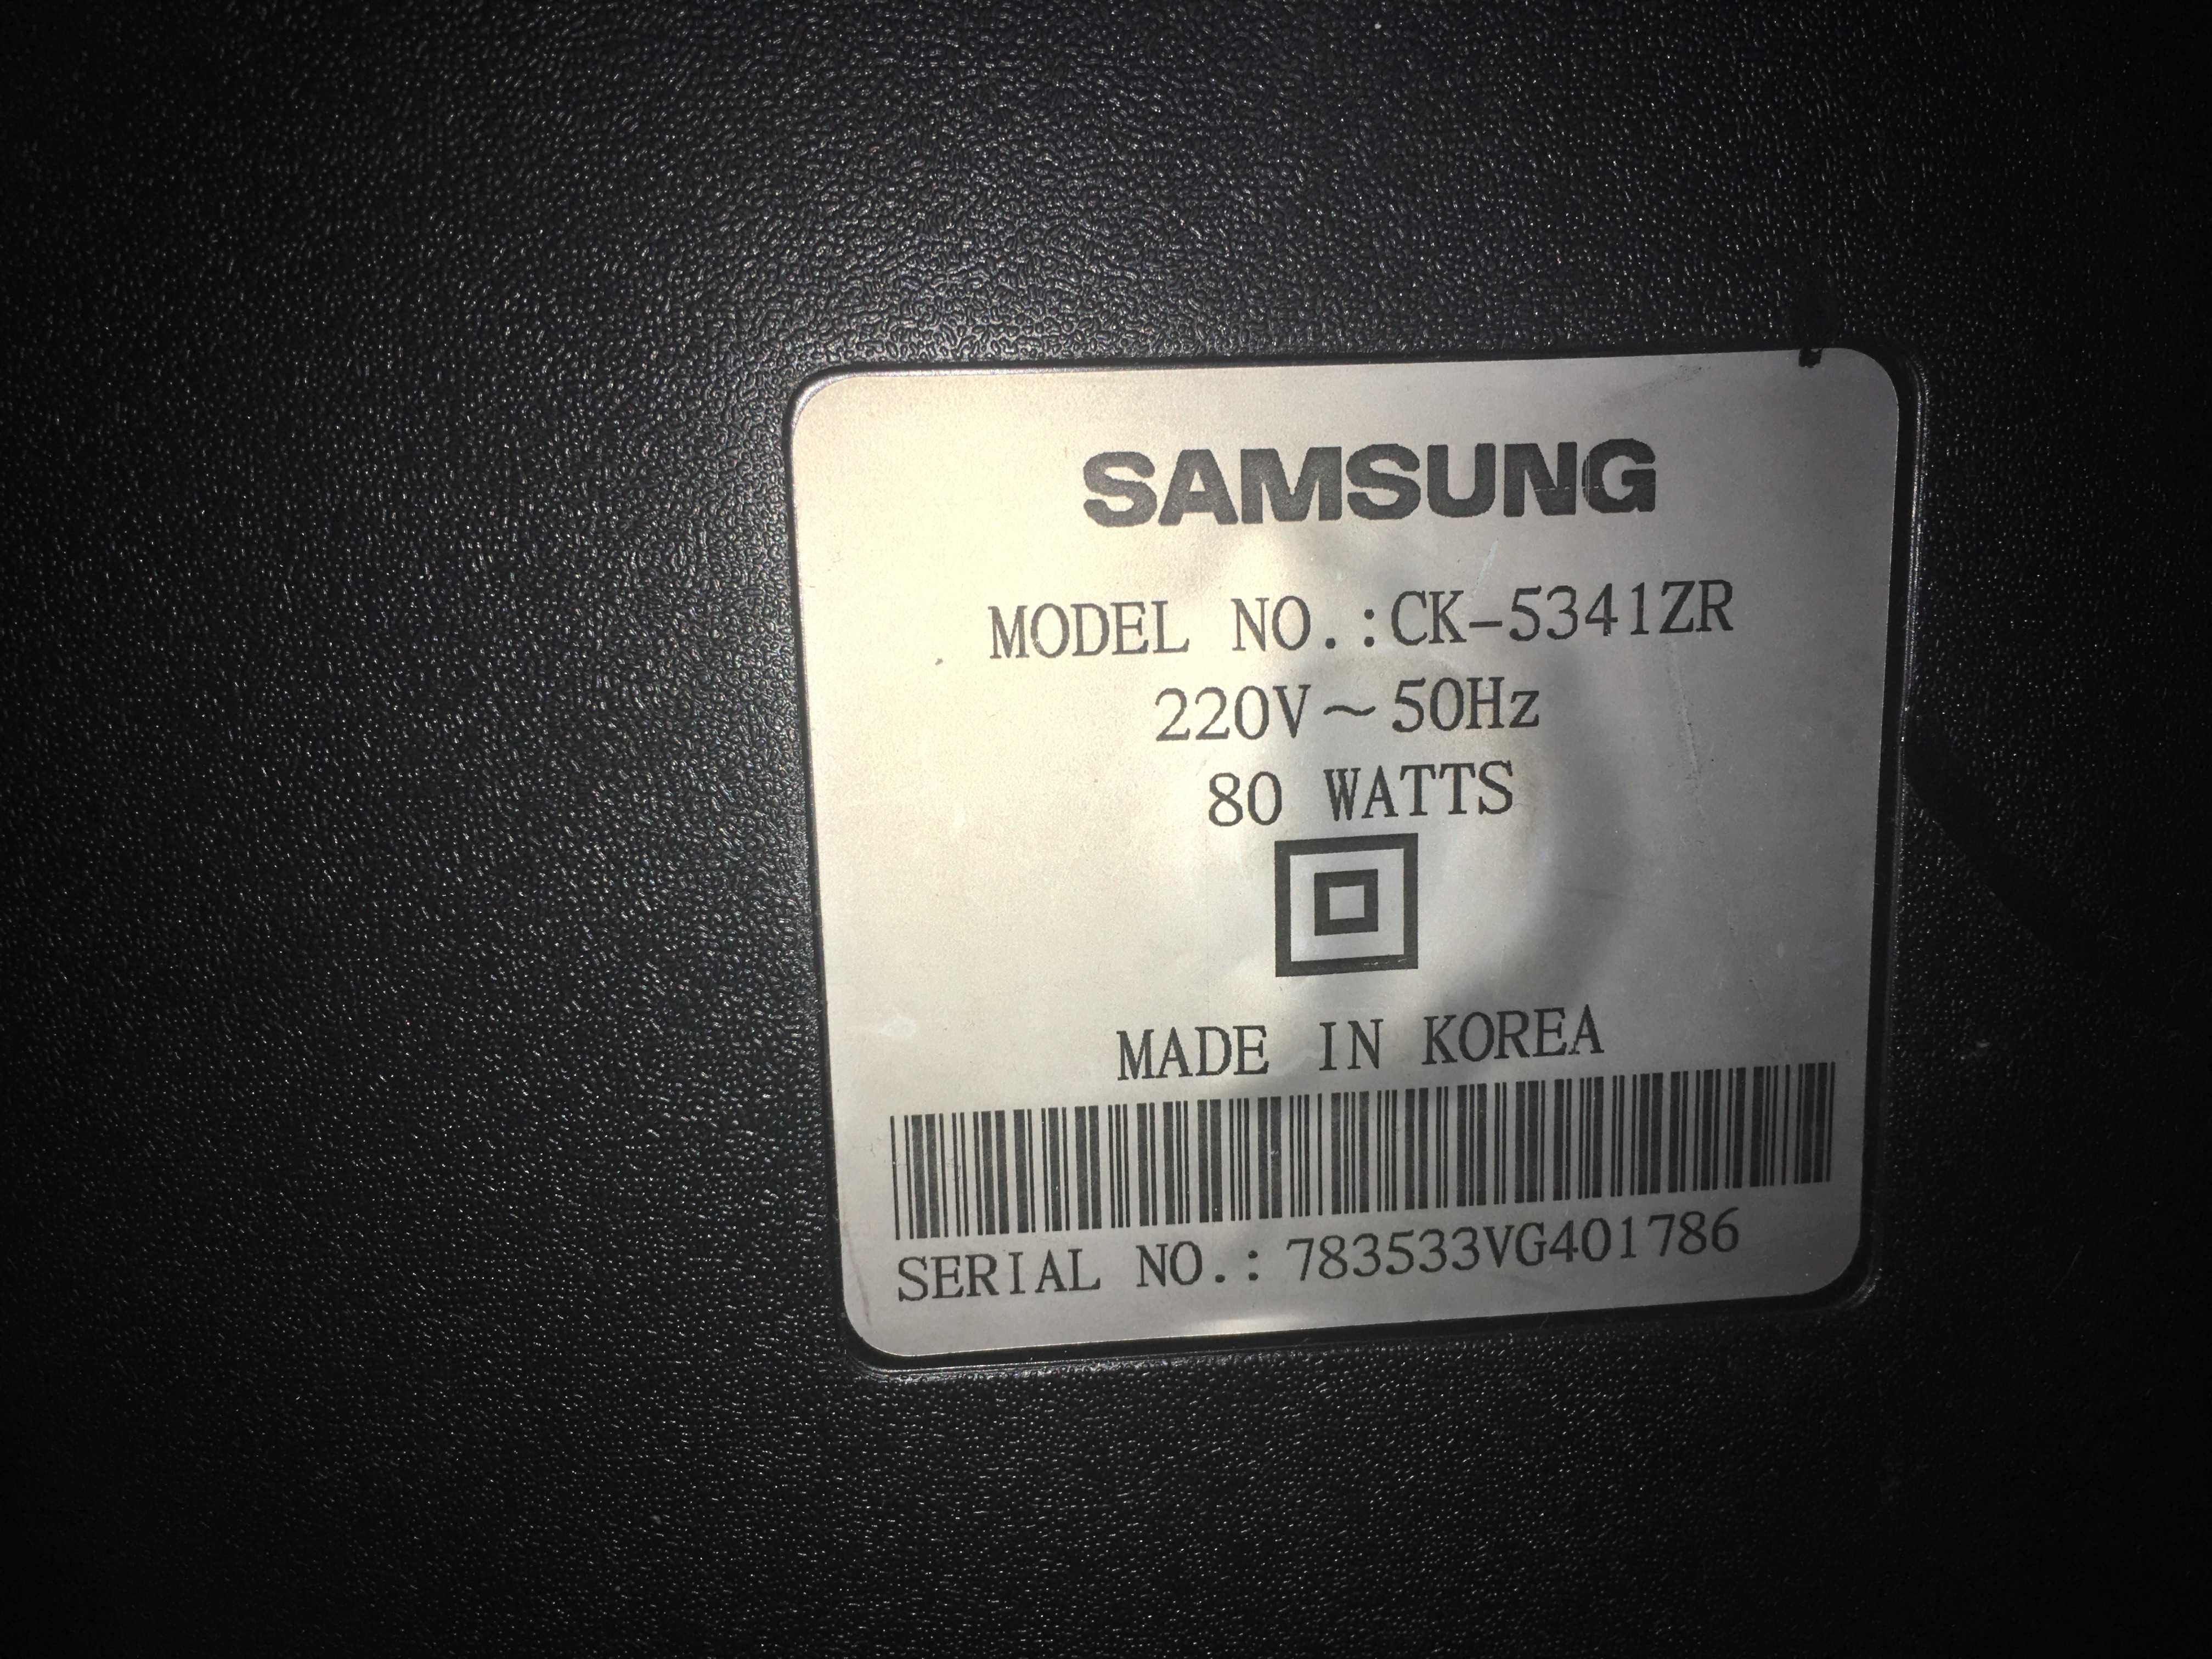 SAMSUNG
MODEL NO.:CK-5341ZR
220V~50Hz
80 WATTS
MADE IN KOREA
SERIAL NO.: 783533VG401786